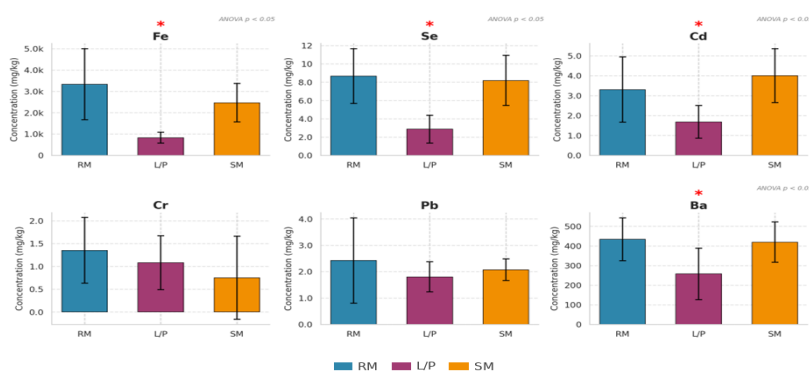 * ANOVA p < 0.05
Fe
Concentration (mg/kg)
5.0k
4.0k
3.0k
2.0k
1.0k
0
RM L/P SM
* ANOVA p < 0.05
Se
Concentration (mg/kg)
12
10
8.0
6.0
4.0
2.0
0.0
RM L/P SM
* ANOVA p < 0.0
Cd
Concentration (mg/kg)
5.0
4.0
3.0
2.0
1.0
0.0
RM L/P SM
Cr
Concentration (mg/kg)
2.0
1.5
1.0
0.5
0.0
RM L/P SM
Pb
Concentration (mg/kg)
4.0
3.0
2.0
1.0
0.0
RM L/P SM
* ANOVA p < 0.0
Ba
Concentration (mg/kg)
500
400
300
200
100
0
RM L/P SM
RM L/P SM